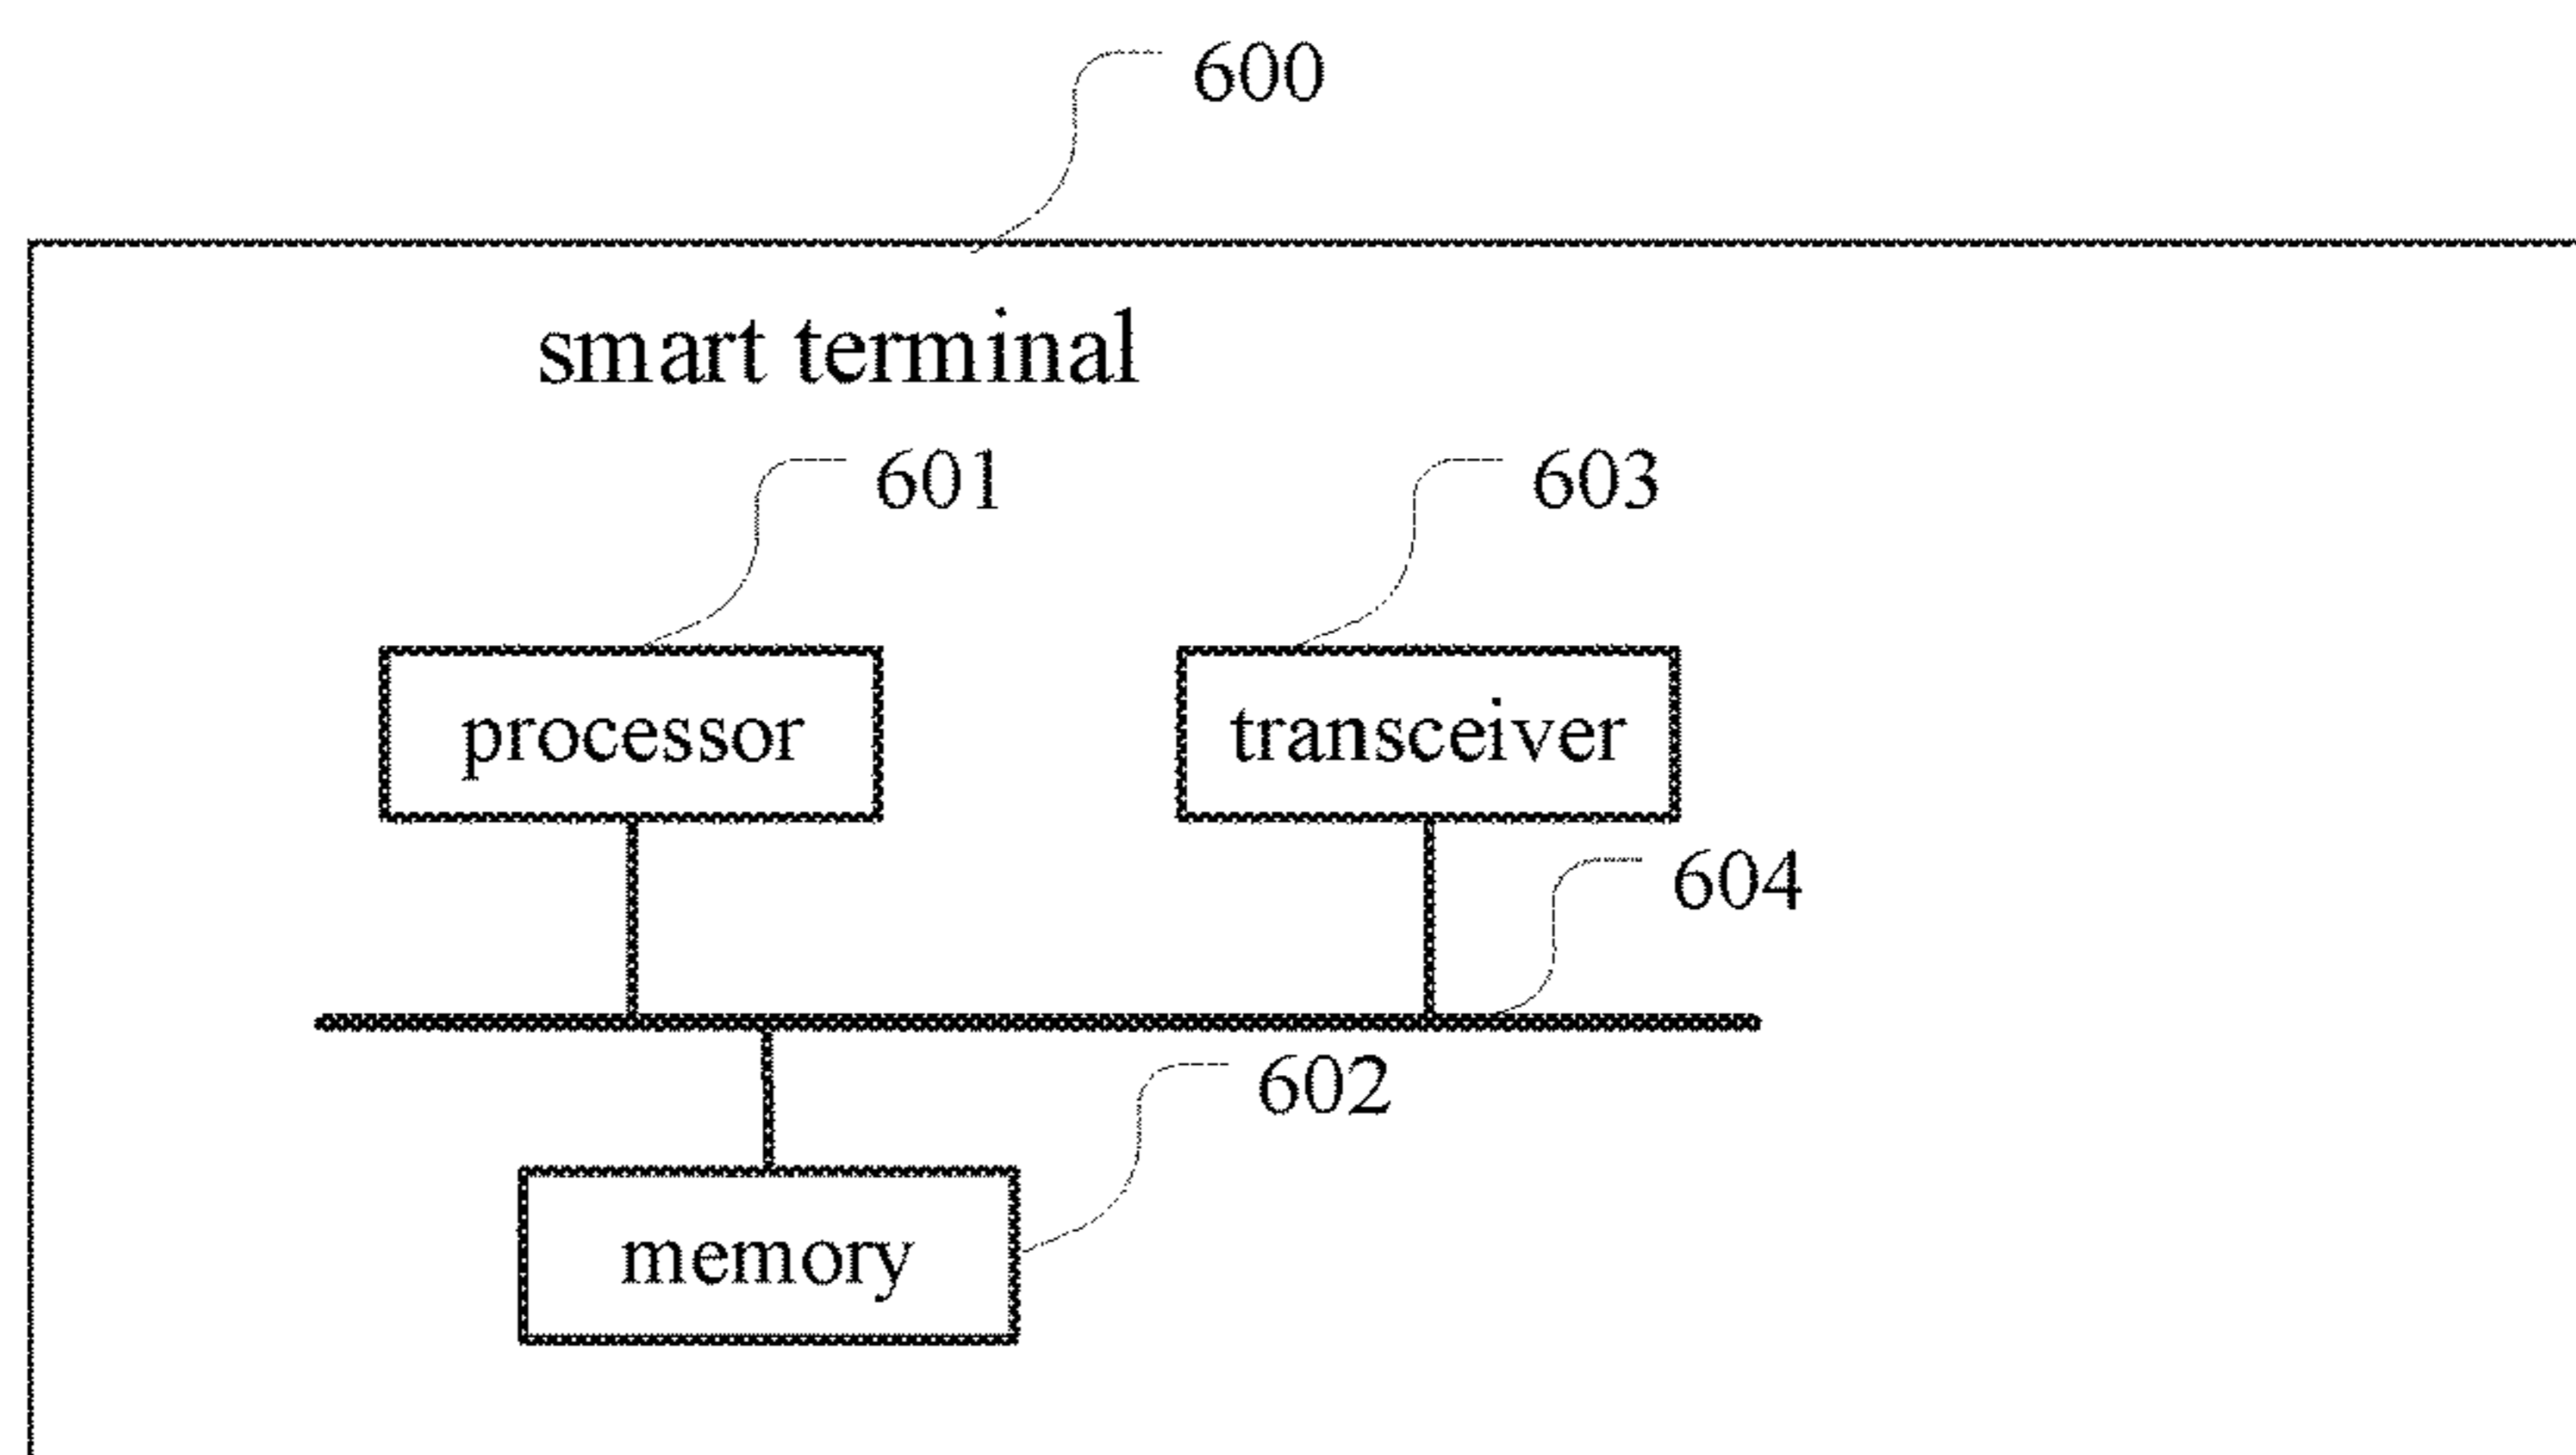 600
smart terminal
601
603
processor
transceiver
604
602
memory